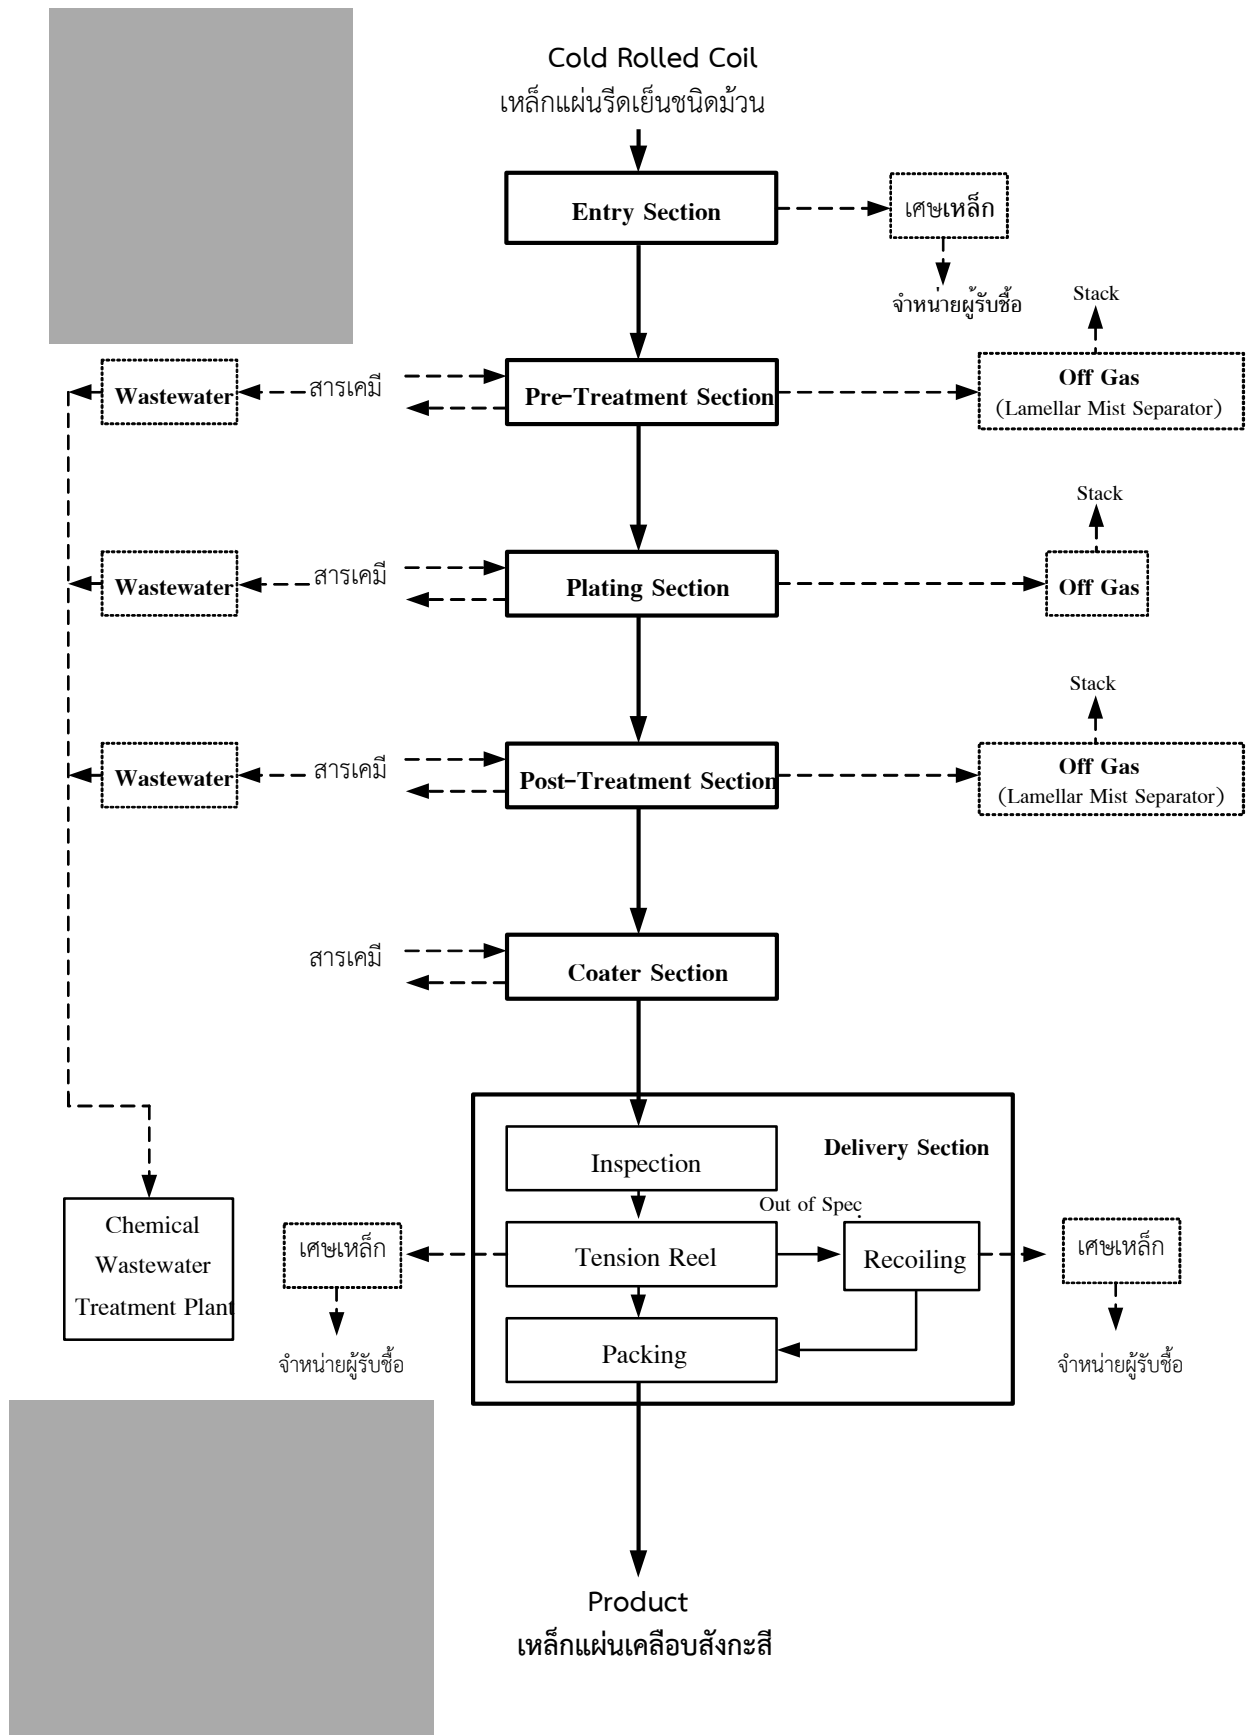 Cold Rolled Coil
เหล็กแผ่นรีดเย็นชนิดม้วน
Entry Section
เศษเหล็ก
จำหน่ายผู้รับซื้อ
Stack
Wastewater
สารเคมี
Pre-Treatment Section
Off Gas
(Lamellar Mist Separator)
Stack
Wastewater
สารเคมี
Plating Section
Off Gas
Stack
Wastewater
สารเคมี
Post-Treatment Section
Off Gas
(Lamellar Mist Separator)
สารเคมี
Coater Section
Delivery Section
Inspection
Out of Spec.
Chemical
Wastewater
Treatment Plant
เศษเหล็ก
Tension Reel
Recoiling
เศษเหล็ก
จำหน่ายผู้รับซื้อ
Packing
จำหน่ายผู้รับซื้อ
Product
เหล็กแผ่นเคลือบสังกะสี